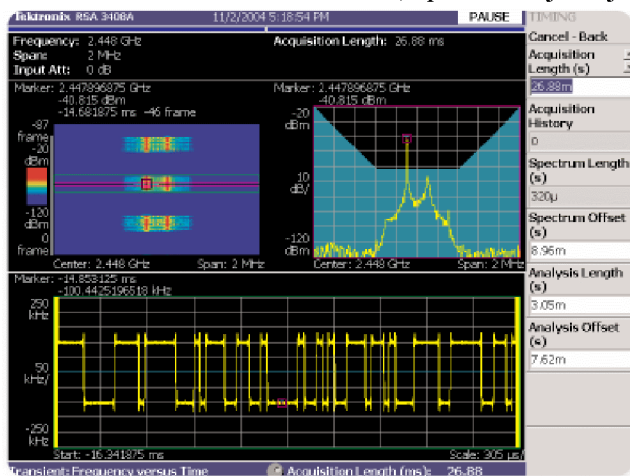 Tektronix RSA 3408A 11/2/2004 5:18:54 PM PAUSE TIMING
Frequency: 2.448 GHz Acquisition Length: 26.88 ms
Span: 2 MHz
Input Att: 0 dB
Marker: 2.447896875 GHz
-40.815 dBm
-14.681875 ms -46 frame
-87
frame
-20
dBm
-120
dBm
0
frame
Center: 2.448 GHz Span: 2 MHz
Marker: 2.447896875 GHz
-40.815 dBm
-20
dBm
10
dB/
-120
dBm
Center: 2.448 GHz Span: 2 MHz
Marker: -14.853125 ms
-100.4425196518 kHz
250
kHz
50
kHz/
-250
kHz
Start: -16.341875 ms Scale: 305 µs/
Transient: Frequency versus Time Acquisition Length (ms): 26.88
Cancel - Back
Acquisition
Length (s)
26.88m
Acquisition
History
0
Spectrum Length
(s)
320µ
Spectrum Offset
(s)
8.96m
Analysis Length
(s)
3.05m
Analysis Offset
(s)
7.62m